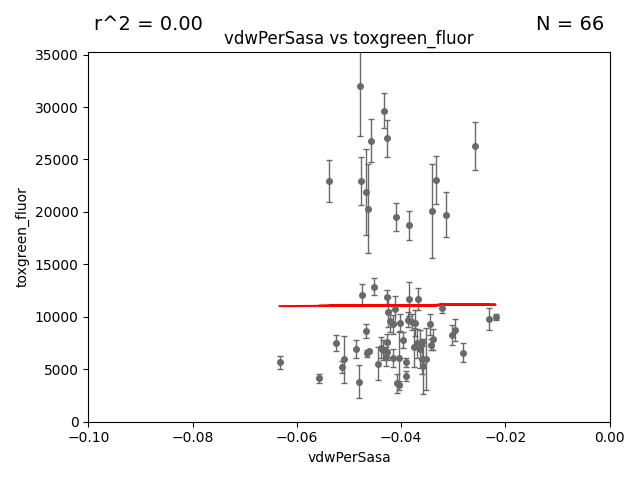 r^2 = 0.00 N = 66
vdwPerSasa vs toxgreen_fluor
35000
30000
25000
20000
15000
10000
5000
0
toxgreen_fluor
−0.10 −0.08 −0.06 −0.04 −0.02 0.00
vdwPerSasa